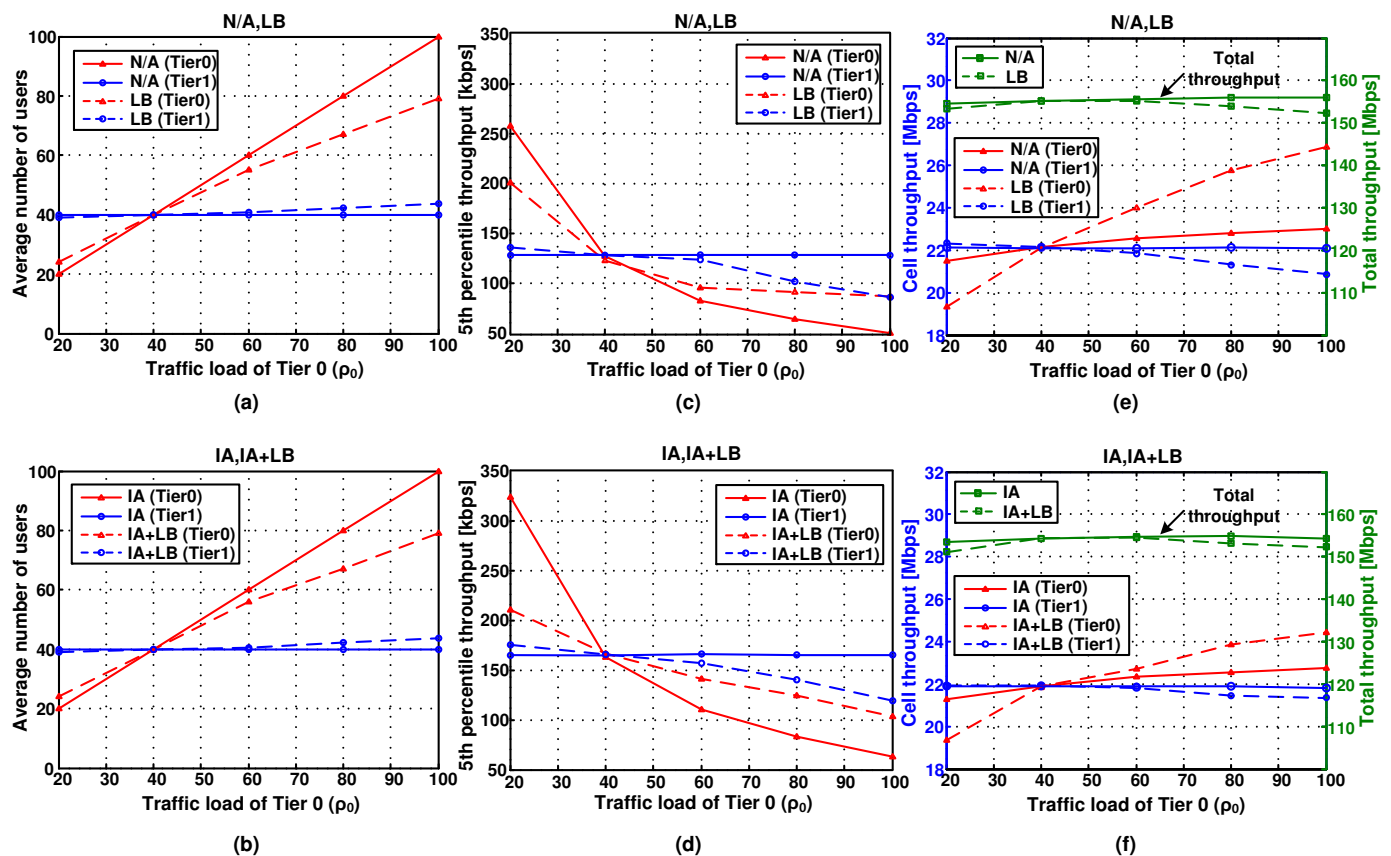 N/A,LB
Average number of users
100
80
60
40
20
0
N/A (Tier0)
N/A (Tier1)
LB (Tier0)
LB (Tier1)
20 30 40 50 60 70 80 90 100
Traffic load of Tier 0 (ρ₀)
(a)
5th percentile throughput [kbps]
350
300
250
200
150
100
50
N/A (Tier0)
N/A (Tier1)
LB (Tier0)
LB (Tier1)
20 30 40 50 60 70 80 90 100
Traffic load of Tier 0 (ρ₀)
(c)
N/A,LB
Cell throughput [Mbps]
32
30
28
26
24
22
20
18
N/A
LB
Total
throughput
N/A (Tier0)
N/A (Tier1)
LB (Tier0)
LB (Tier1)
160
150
140
130
120
110
Total throughput [Mbps]
20 30 40 50 60 70 80 90 100
Traffic load of Tier 0 (ρ₀)
(e)
IA,IA+LB
Average number of users
100
80
60
40
20
0
IA (Tier0)
IA (Tier1)
IA+LB (Tier0)
IA+LB (Tier1)
20 30 40 50 60 70 80 90 100
Traffic load of Tier 0 (ρ₀)
(b)
IA,IA+LB
5th percentile throughput [kbps]
350
300
250
200
150
100
50
IA (Tier0)
IA (Tier1)
IA+LB (Tier0)
IA+LB (Tier1)
20 30 40 50 60 70 80 90 100
Traffic load of Tier 0 (ρ₀)
(d)
IA,IA+LB
Cell throughput [Mbps]
32
30
28
26
24
22
20
18
IA
IA+LB
Total
throughput
IA (Tier0)
IA (Tier1)
IA+LB (Tier0)
IA+LB (Tier1)
160
150
140
130
120
110
Total throughput [Mbps]
20 30 40 50 60 70 80 90 100
Traffic load of Tier 0 (ρ₀)
(f)
N/A,LB